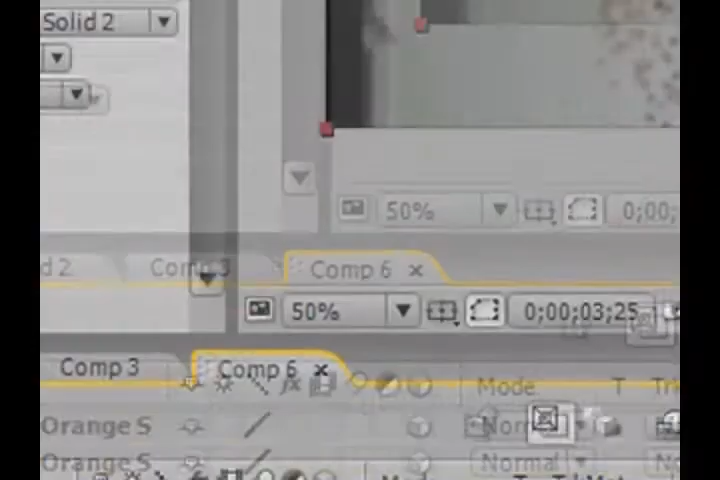 Solid 2
50%
0;00;
d 2
Comp 3
Comp 6
50%
0;00;03;25
Comp 3
Comp 6
Mode
T
Orange S
Orange S
Normal